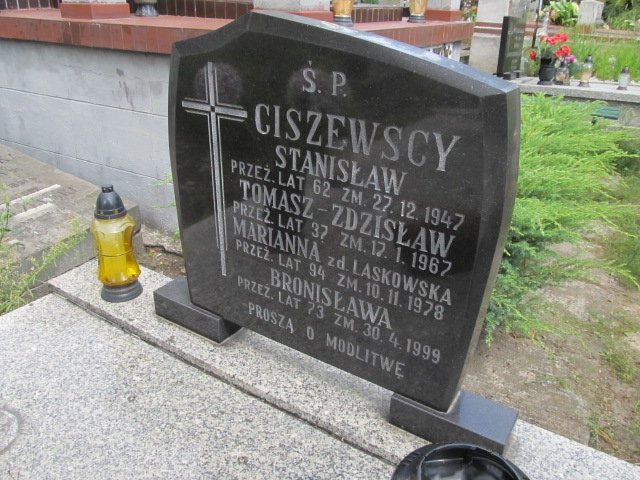 Ś. P.
CISZEWSCY
STANISŁAW
PRZEŻ. LAT 62 ZM. 27. 12. 1947
TOMASZ - ZDZISŁAW
PRZEŻ. LAT 37 ZM. 12. 1. 1967
MARIANNA zd. LASKOWSKA
PRZEŻ. LAT 94 ZM. 10. 11. 1978
BRONISŁAWA
PRZEŻ. LAT 73 ZM. 30. 4. 1999
PROSZĄ O MODLITWĘ